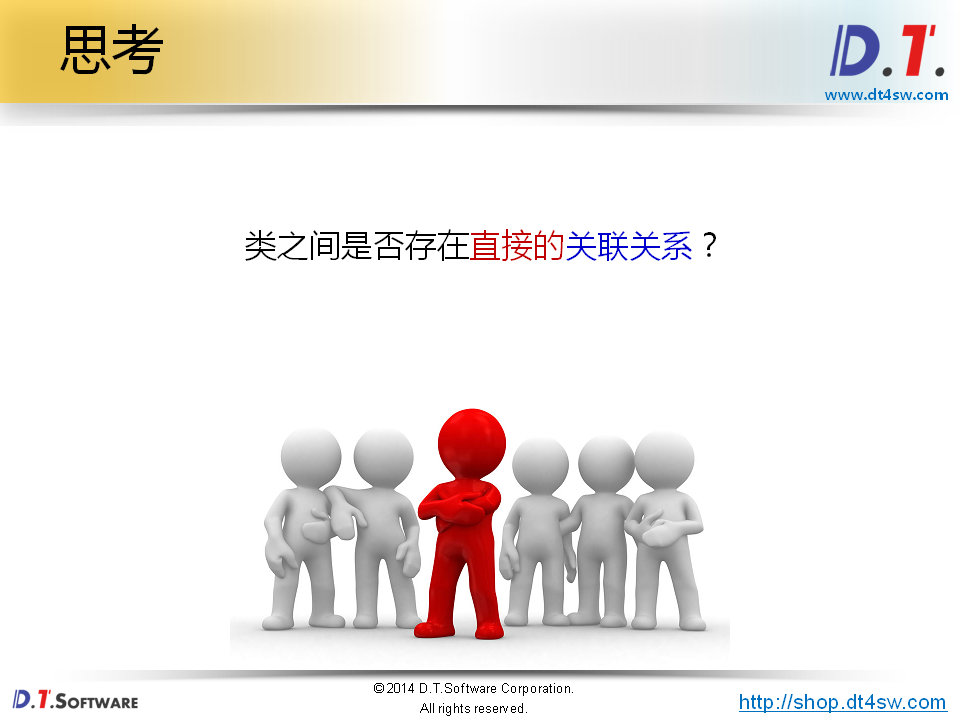 思考
D.T.
www.dt4sw.com
类之间是否存在直接的关联关系？
D.T.SOFTWARE
©2014 D.T.Software Corporation.
All rights reserved.
http://shop.dt4sw.com